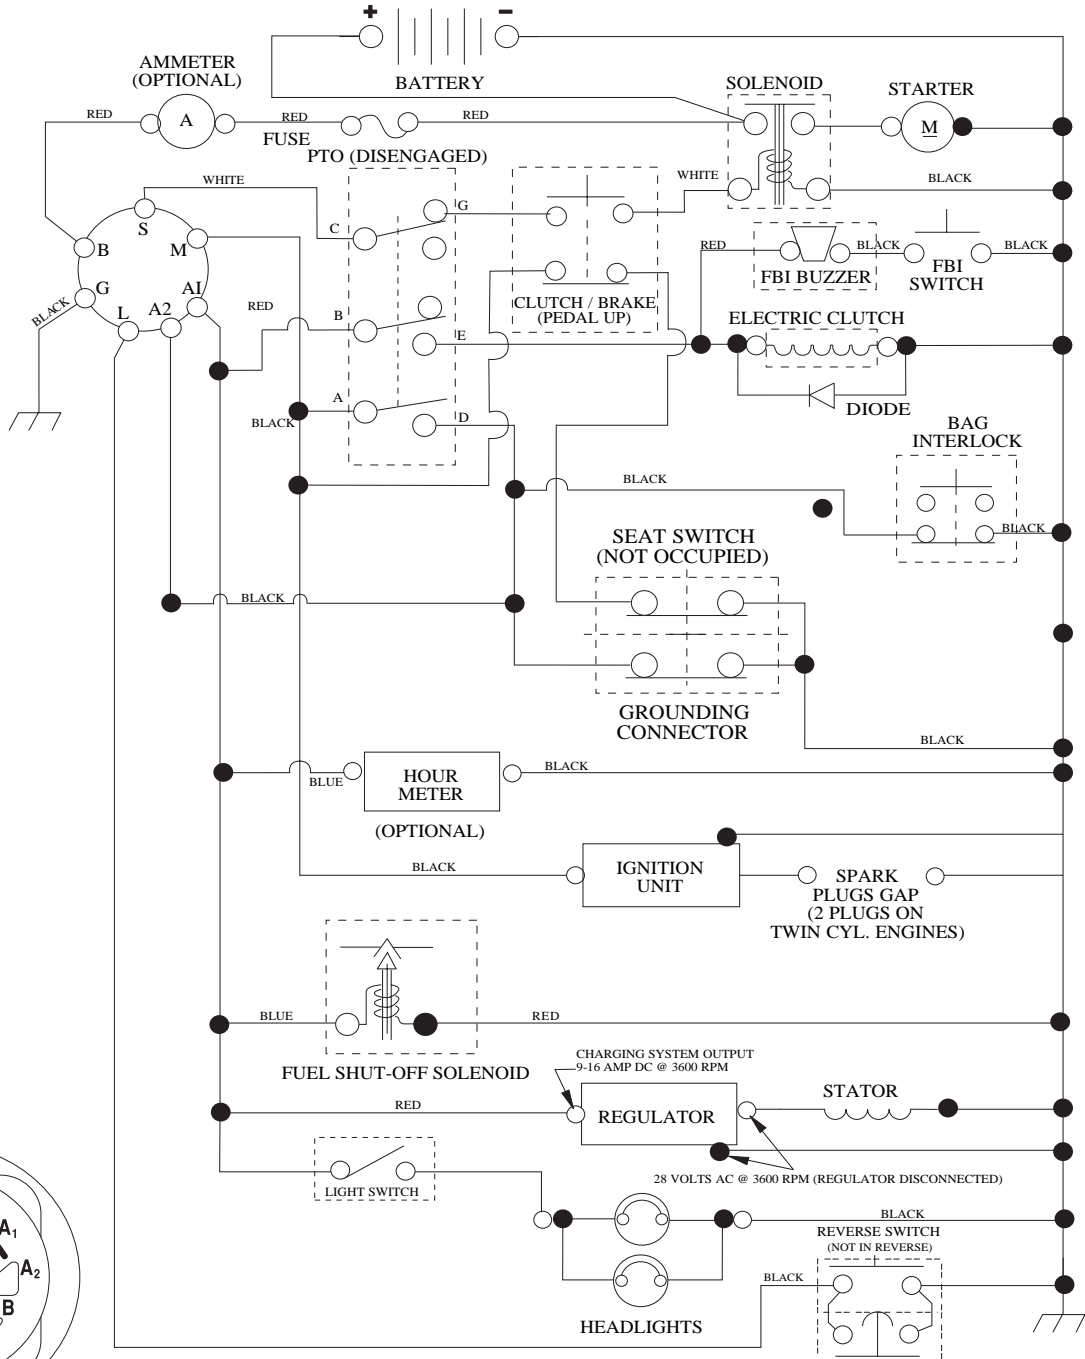 + −
BATTERY
AMMETER
(OPTIONAL)
SOLENOID
STARTER
RED
A
RED
FUSE
RED
M
PTO (DISENGAGED)
WHITE
WHITE
BLACK
S
B
M
G
A1
L
A2
BLACK
C
G
RED
B
E
A
BLACK
D
CLUTCH / BRAKE
(PEDAL UP)
RED
BLACK
BLACK
FBI BUZZER
FBI
SWITCH
ELECTRIC CLUTCH
DIODE
BAG
INTERLOCK
BLACK
BLACK
SEAT SWITCH
(NOT OCCUPIED)
BLACK
GROUNDING
CONNECTOR
BLACK
BLUE
HOUR
METER
BLACK
(OPTIONAL)
BLACK
IGNITION
UNIT
SPARK
PLUGS GAP
(2 PLUGS ON
TWIN CYL. ENGINES)
BLUE
RED
FUEL SHUT-OFF SOLENOID
CHARGING SYSTEM OUTPUT
9-16 AMP DC @ 3600 RPM
RED
REGULATOR
STATOR
28 VOLTS AC @ 3600 RPM (REGULATOR DISCONNECTED)
LIGHT SWITCH
BLACK
REVERSE SWITCH
(NOT IN REVERSE)
BLACK
HEADLIGHTS
A1
A2
B